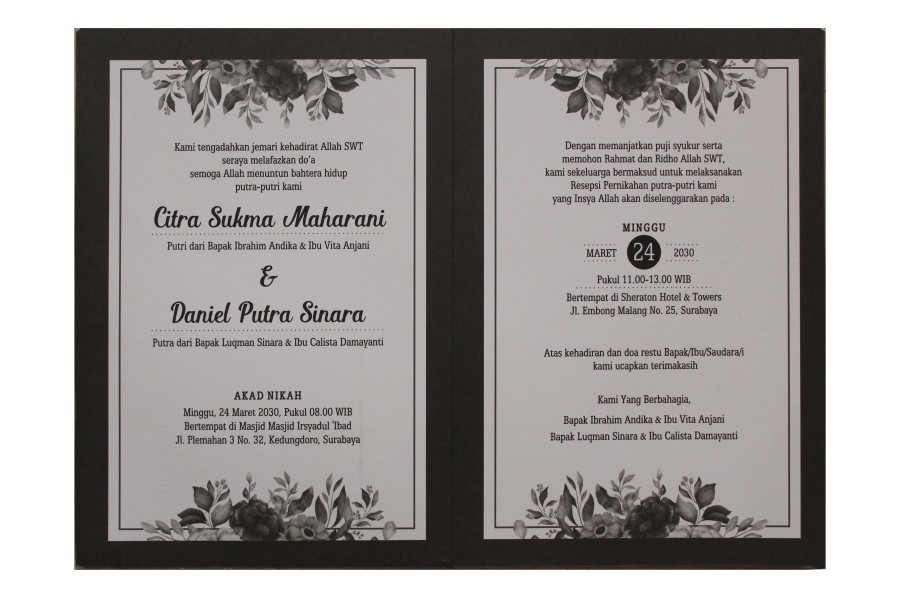 Kami tengadahkan jemari kehadirat Allah SWT
seraya melafazkan do'a
semoga Allah menuntun bahtera hidup
putra-putri kami
Citra Sukma Maharani
Putri dari Bapak Ibrahim Andika & Ibu Vita Anjani
&
Daniel Putra Sinara
Putra dari Bapak Luqman Sinara & Ibu Calista Damayanti
AKAD NIKAH
Minggu, 24 Maret 2030, Pukul 08.00 WIB
Bertempat di Masjid Masjid Irsyadul 'Ibad
Jl. Plemahan 3 No. 32, Kedungdoro, Surabaya
Dengan memanjatkan puji syukur serta
memohon Rahmat dan Ridho Allah SWT,
kami sekeluarga bermaksud untuk melaksanakan
Resepsi Pernikahan putra-putri kami
yang Insya Allah akan diselenggarakan pada :
MINGGU
MARET 24 2030
Pukul 11.00-13.00 WIB
Bertempat di Sheraton Hotel & Towers
Jl. Embong Malang No. 25, Surabaya
Atas kehadiran dan doa restu Bapak/Ibu/Saudara/i
kami ucapkan terimakasih
Kami Yang Berbahagia,
Bapak Ibrahim Andika & Ibu Vita Anjani
Bapak Luqman Sinara & Ibu Calista Damayanti